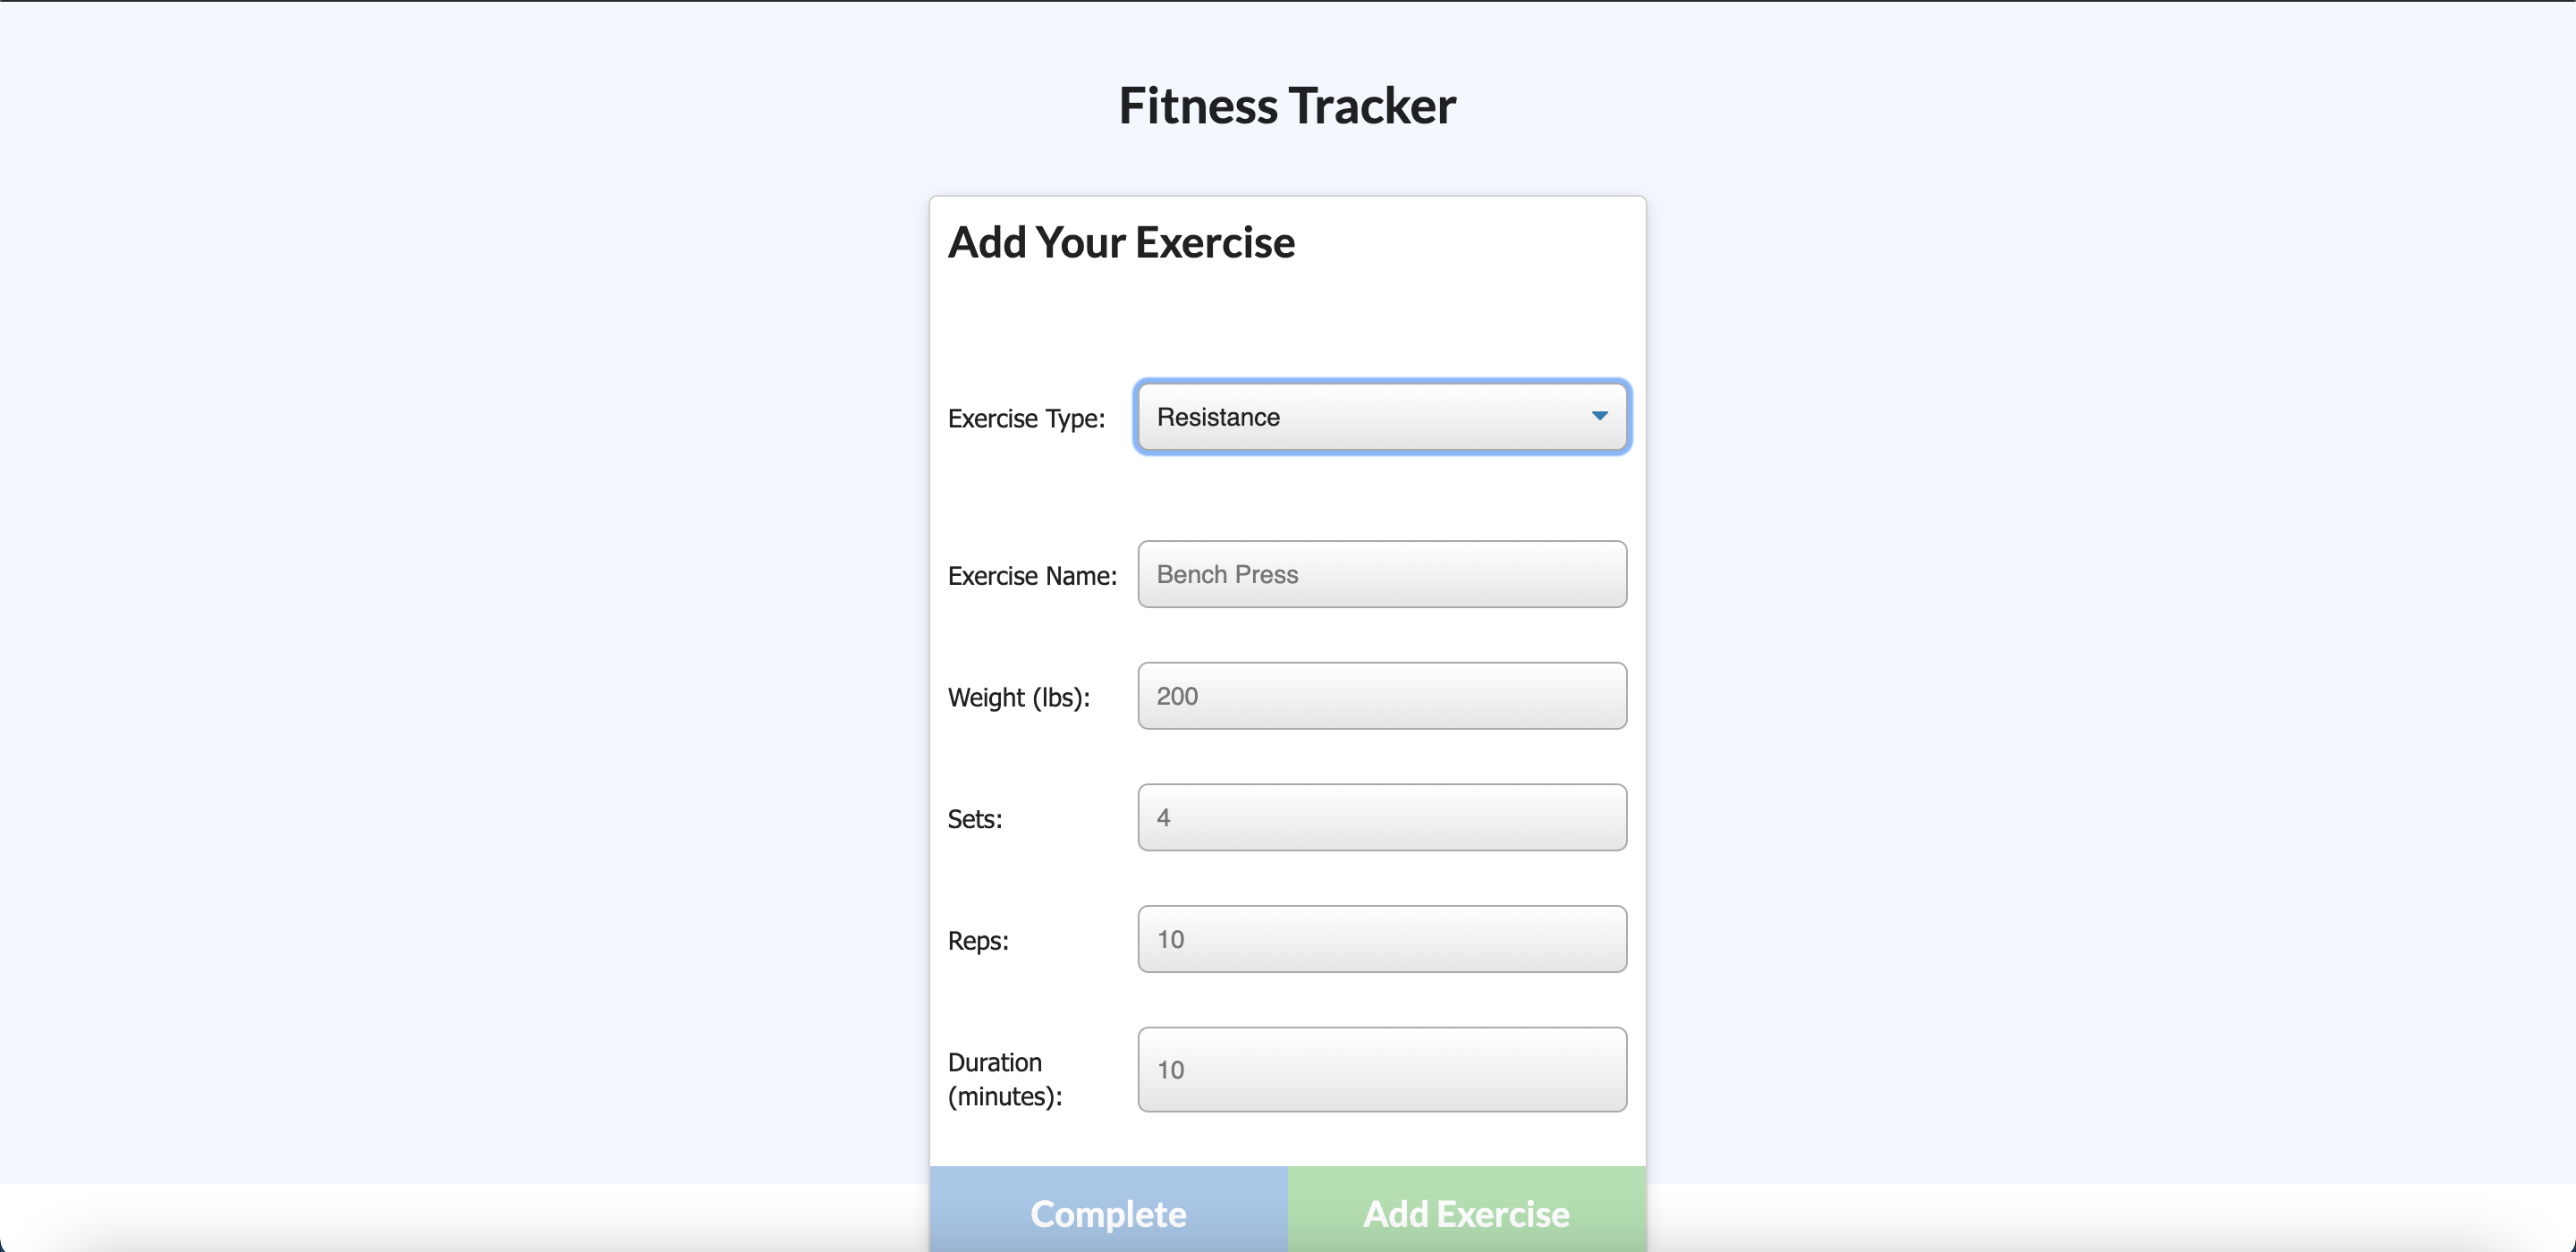 Fitness Tracker
Add Your Exercise
Exercise Type:
Resistance
Exercise Name:
Bench Press
Weight (lbs):
200
Sets:
4
Reps:
10
Duration
(minutes):
10
Complete
Add Exercise